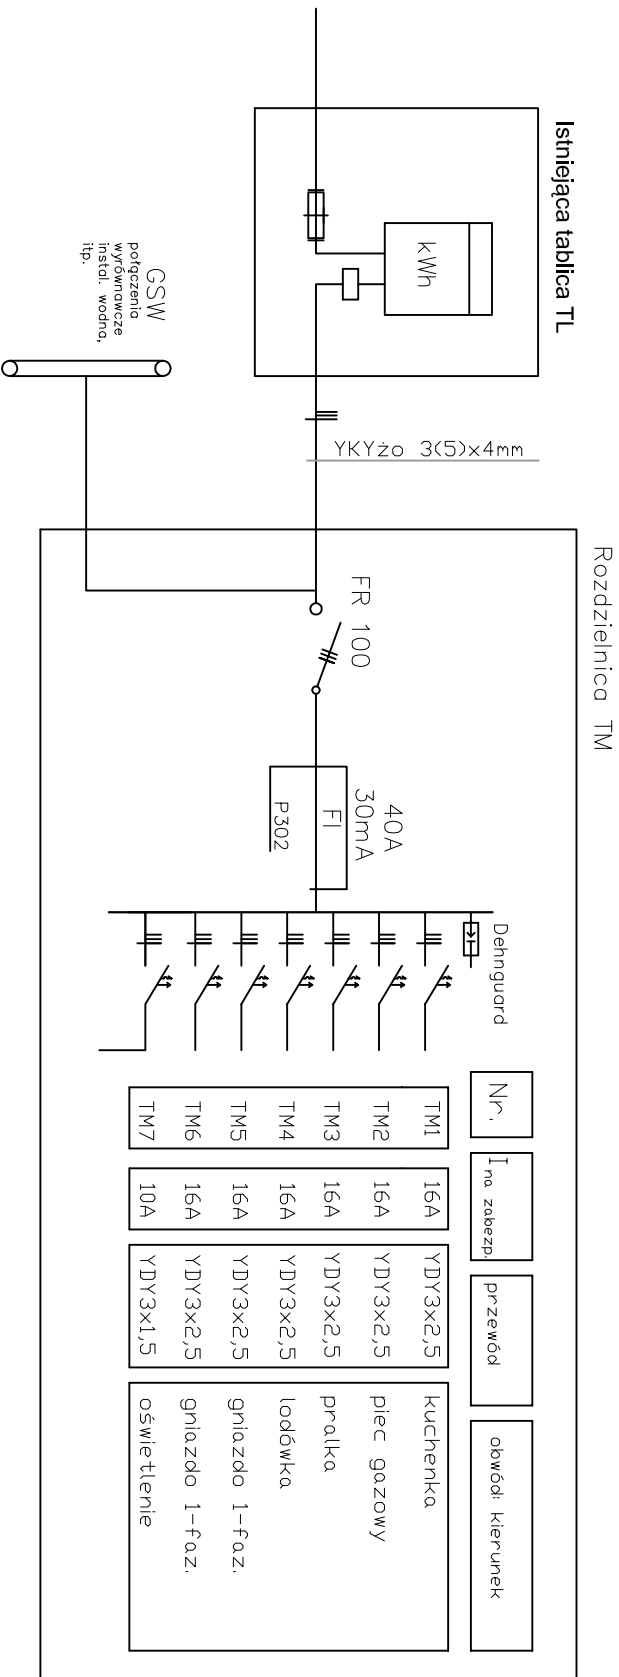 Istniejąca tablica TL
kWh
GSW
połączenia
wyrównawcze
instal. wodna,
itp.
YKYżo 3(5)x4mm
Rozdzielnica TM
FR 100
40A
30mA
FI
P302
Dehnguard
Nr. I na zabezp. przewód obwód: kierunek
TM1 16A YDY3x2,5 kuchenka
TM2 16A YDY3x2,5 piec gazowy
TM3 16A YDY3x2,5 pralka
TM4 16A YDY3x2,5 lodówka
TM5 16A YDY3x2,5 gniazdo 1-faz.
TM6 16A YDY3x2,5 gniazdo 1-faz.
TM7 10A YDY3x1,5 oświetlenie